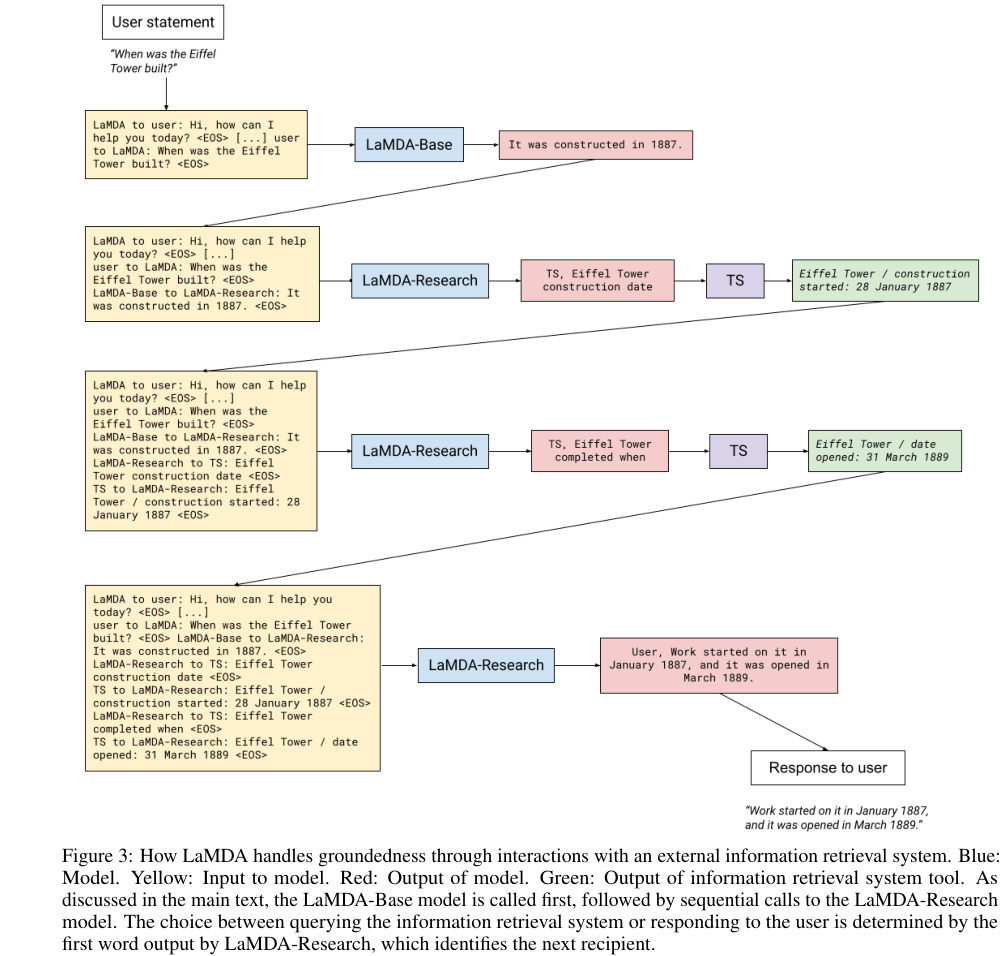 User statement
"When was the Eiffel
Tower built?"
LaMDA to user: Hi, how can I
help you today? <EOS> [...] user
to LaMDA: When was the Eiffel
Tower built? <EOS>
LaMDA-Base
It was constructed in 1887.
LaMDA to user: Hi, how can I help
you today? <EOS> [...]
user to LaMDA: When was the
Eiffel Tower built? <EOS>
LaMDA-Base to LaMDA-Research: It
was constructed in 1887. <EOS>
LaMDA-Research
TS, Eiffel Tower
construction date
TS
Eiffel Tower / construction
started: 28 January 1887
LaMDA to user: Hi, how can I help
you today? <EOS> [...]
user to LaMDA: When was the
Eiffel Tower built? <EOS>
LaMDA-Base to LaMDA-Research: It
was constructed in 1887. <EOS>
LaMDA-Research to TS: Eiffel
Tower construction date <EOS>
TS to LaMDA-Research: Eiffel
Tower / construction started: 28
January 1887 <EOS>
LaMDA-Research
TS, Eiffel Tower
completed when
TS
Eiffel Tower / date
opened: 31 March 1889
LaMDA to user: Hi, how can I help you
today? <EOS> [...]
user to LaMDA: When was the Eiffel Tower
built? <EOS> LaMDA-Base to LaMDA-Research:
It was constructed in 1887. <EOS>
LaMDA-Research to TS: Eiffel Tower
construction date <EOS>
TS to LaMDA-Research: Eiffel Tower /
construction started: 28 January 1887 <EOS>
LaMDA-Research to TS: Eiffel Tower
completed when <EOS>
TS to LaMDA-Research: Eiffel Tower / date
opened: 31 March 1889 <EOS>
LaMDA-Research
User, Work started on it in
January 1887, and it was opened in
March 1889.
Response to user
"Work started on it in January 1887,
and it was opened in March 1889."
Figure 3: How LaMDA handles groundedness through interactions with an external information retrieval system. Blue:
Model. Yellow: Input to model. Red: Output of model. Green: Output of information retrieval system tool. As
discussed in the main text, the LaMDA-Base model is called first, followed by sequential calls to the LaMDA-Research
model. The choice between querying the information retrieval system or responding to the user is determined by the
first word output by LaMDA-Research, which identifies the next recipient.